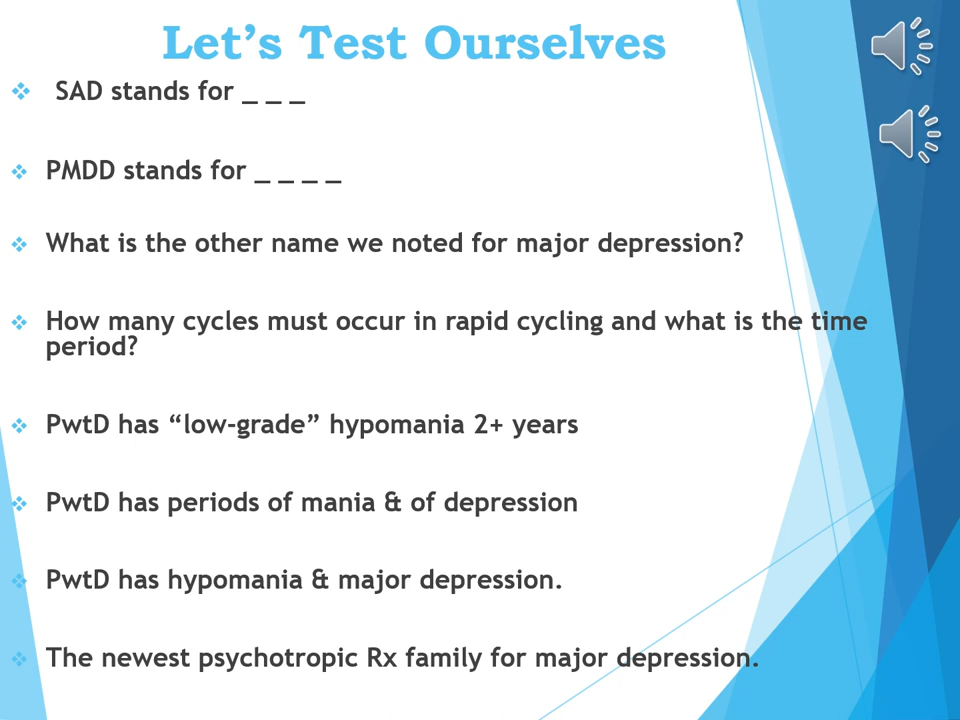 Let’s Test Ourselves
❖ SAD stands for _ _ _
❖ PMDD stands for _ _ _ _
❖ What is the other name we noted for major depression?
❖ How many cycles must occur in rapid cycling and what is the time
period?
❖ PwtD has “low-grade” hypomania 2+ years
❖ PwtD has periods of mania & of depression
❖ PwtD has hypomania & major depression.
❖ The newest psychotropic Rx family for major depression.